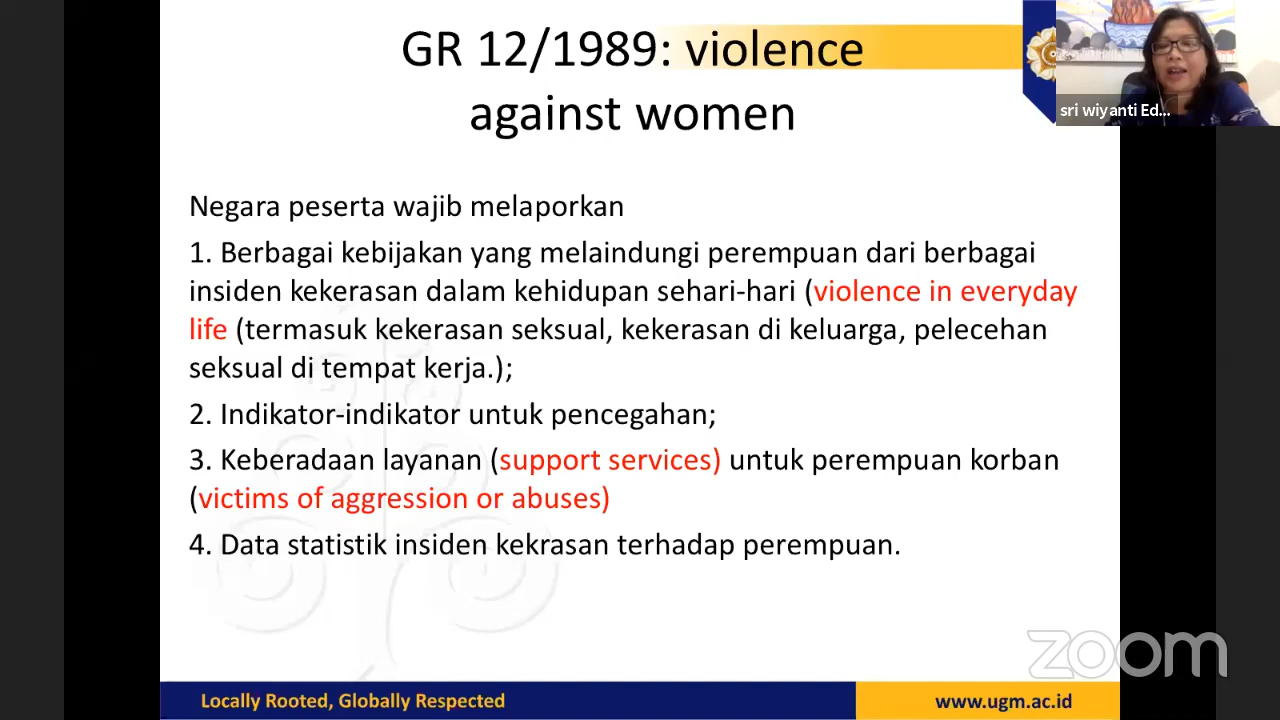 GR 12/1989: violence
against women
sri wiyanti Ed...
Negara peserta wajib melaporkan
1. Berbagai kebijakan yang melaindungi perempuan dari berbagai
insiden kekerasan dalam kehidupan sehari-hari (violence in everyday
life (termasuk kekerasan seksual, kekerasan di keluarga, pelecehan
seksual di tempat kerja.);
2. Indikator-indikator untuk pencegahan;
3. Keberadaan layanan (support services) untuk perempuan korban
(victims of aggression or abuses)
4. Data statistik insiden kekrasan terhadap perempuan.
zoom
Locally Rooted, Globally Respected
www.ugm.ac.id